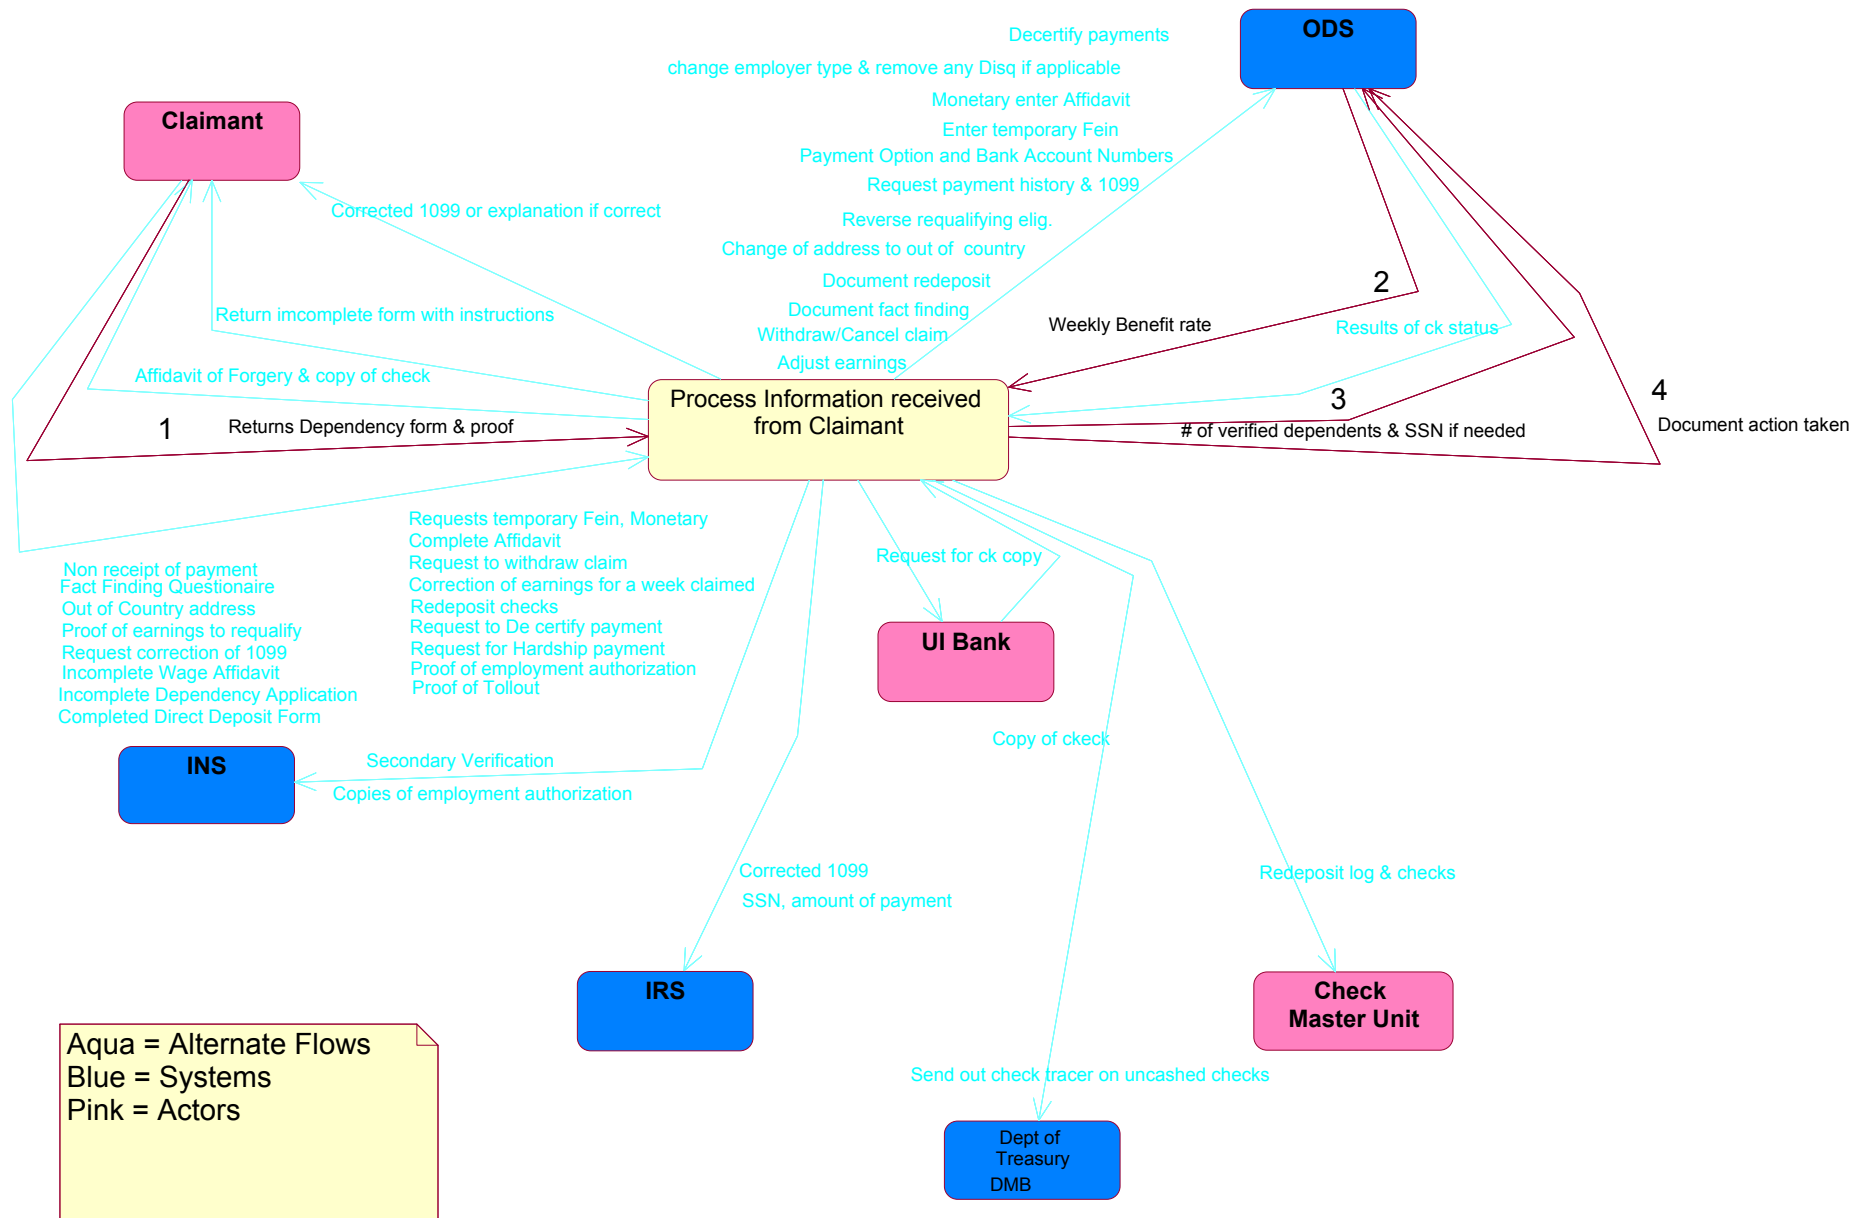 ODS
Decertify payments
change employer type & remove any Disq if applicable
Monetary enter Affidavit
Enter temporary Fein
Payment Option and Bank Account Numbers
Request payment history & 1099
Reverse requalifying elig.
Change of address to out of  country
Document redeposit
Document fact finding
Withdraw/Cancel claim
Adjust earnings
Claimant
Corrected 1099 or explanation if correct
Return imcomplete form with instructions
Affidavit of Forgery & copy of check
1
Returns Dependency form & proof
Process Information received
from Claimant
2
Weekly Benefit rate
Results of ck status
3
# of verified dependents & SSN if needed
4
Document action taken
Non receipt of payment
Fact Finding Questionaire
Out of Country address
Proof of earnings to requalify
Request correction of 1099
Incomplete Wage Affidavit
Incomplete Dependency Application
Completed Direct Deposit Form
Requests temporary Fein, Monetary
Complete Affidavit
Request to withdraw claim
Correction of earnings for a week claimed
Redeposit checks
Request to De certify payment
Request for Hardship payment
Proof of employment authorization
Proof of Tollout
Request for ck copy
UI Bank
Copy of ckeck
INS
Secondary Verification
Copies of employment authorization
Corrected 1099
SSN, amount of payment
Redeposit log & checks
IRS
Check
Master Unit
Send out check tracer on uncashed checks
Dept of
Treasury
DMB
Aqua = Alternate Flows
Blue = Systems
Pink = Actors